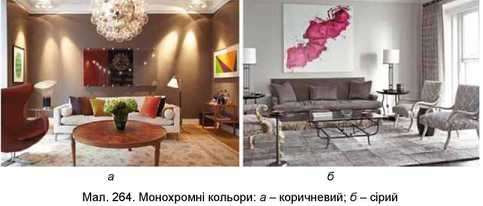 а б
Мал. 264. Монохромні кольори: а – коричневий; б – сірий